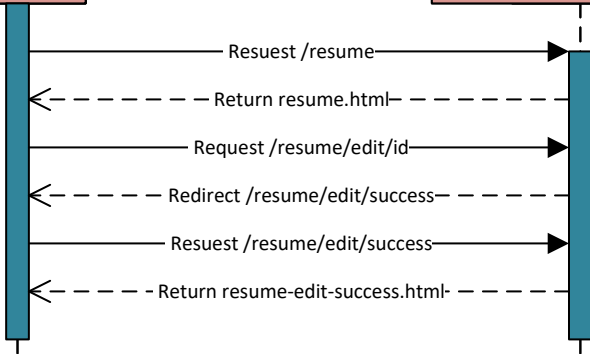 Resuest /resume
Return resume.html
Request /resume/edit/id
Redirect /resume/edit/success
Resuest /resume/edit/success
Return resume-edit-success.html